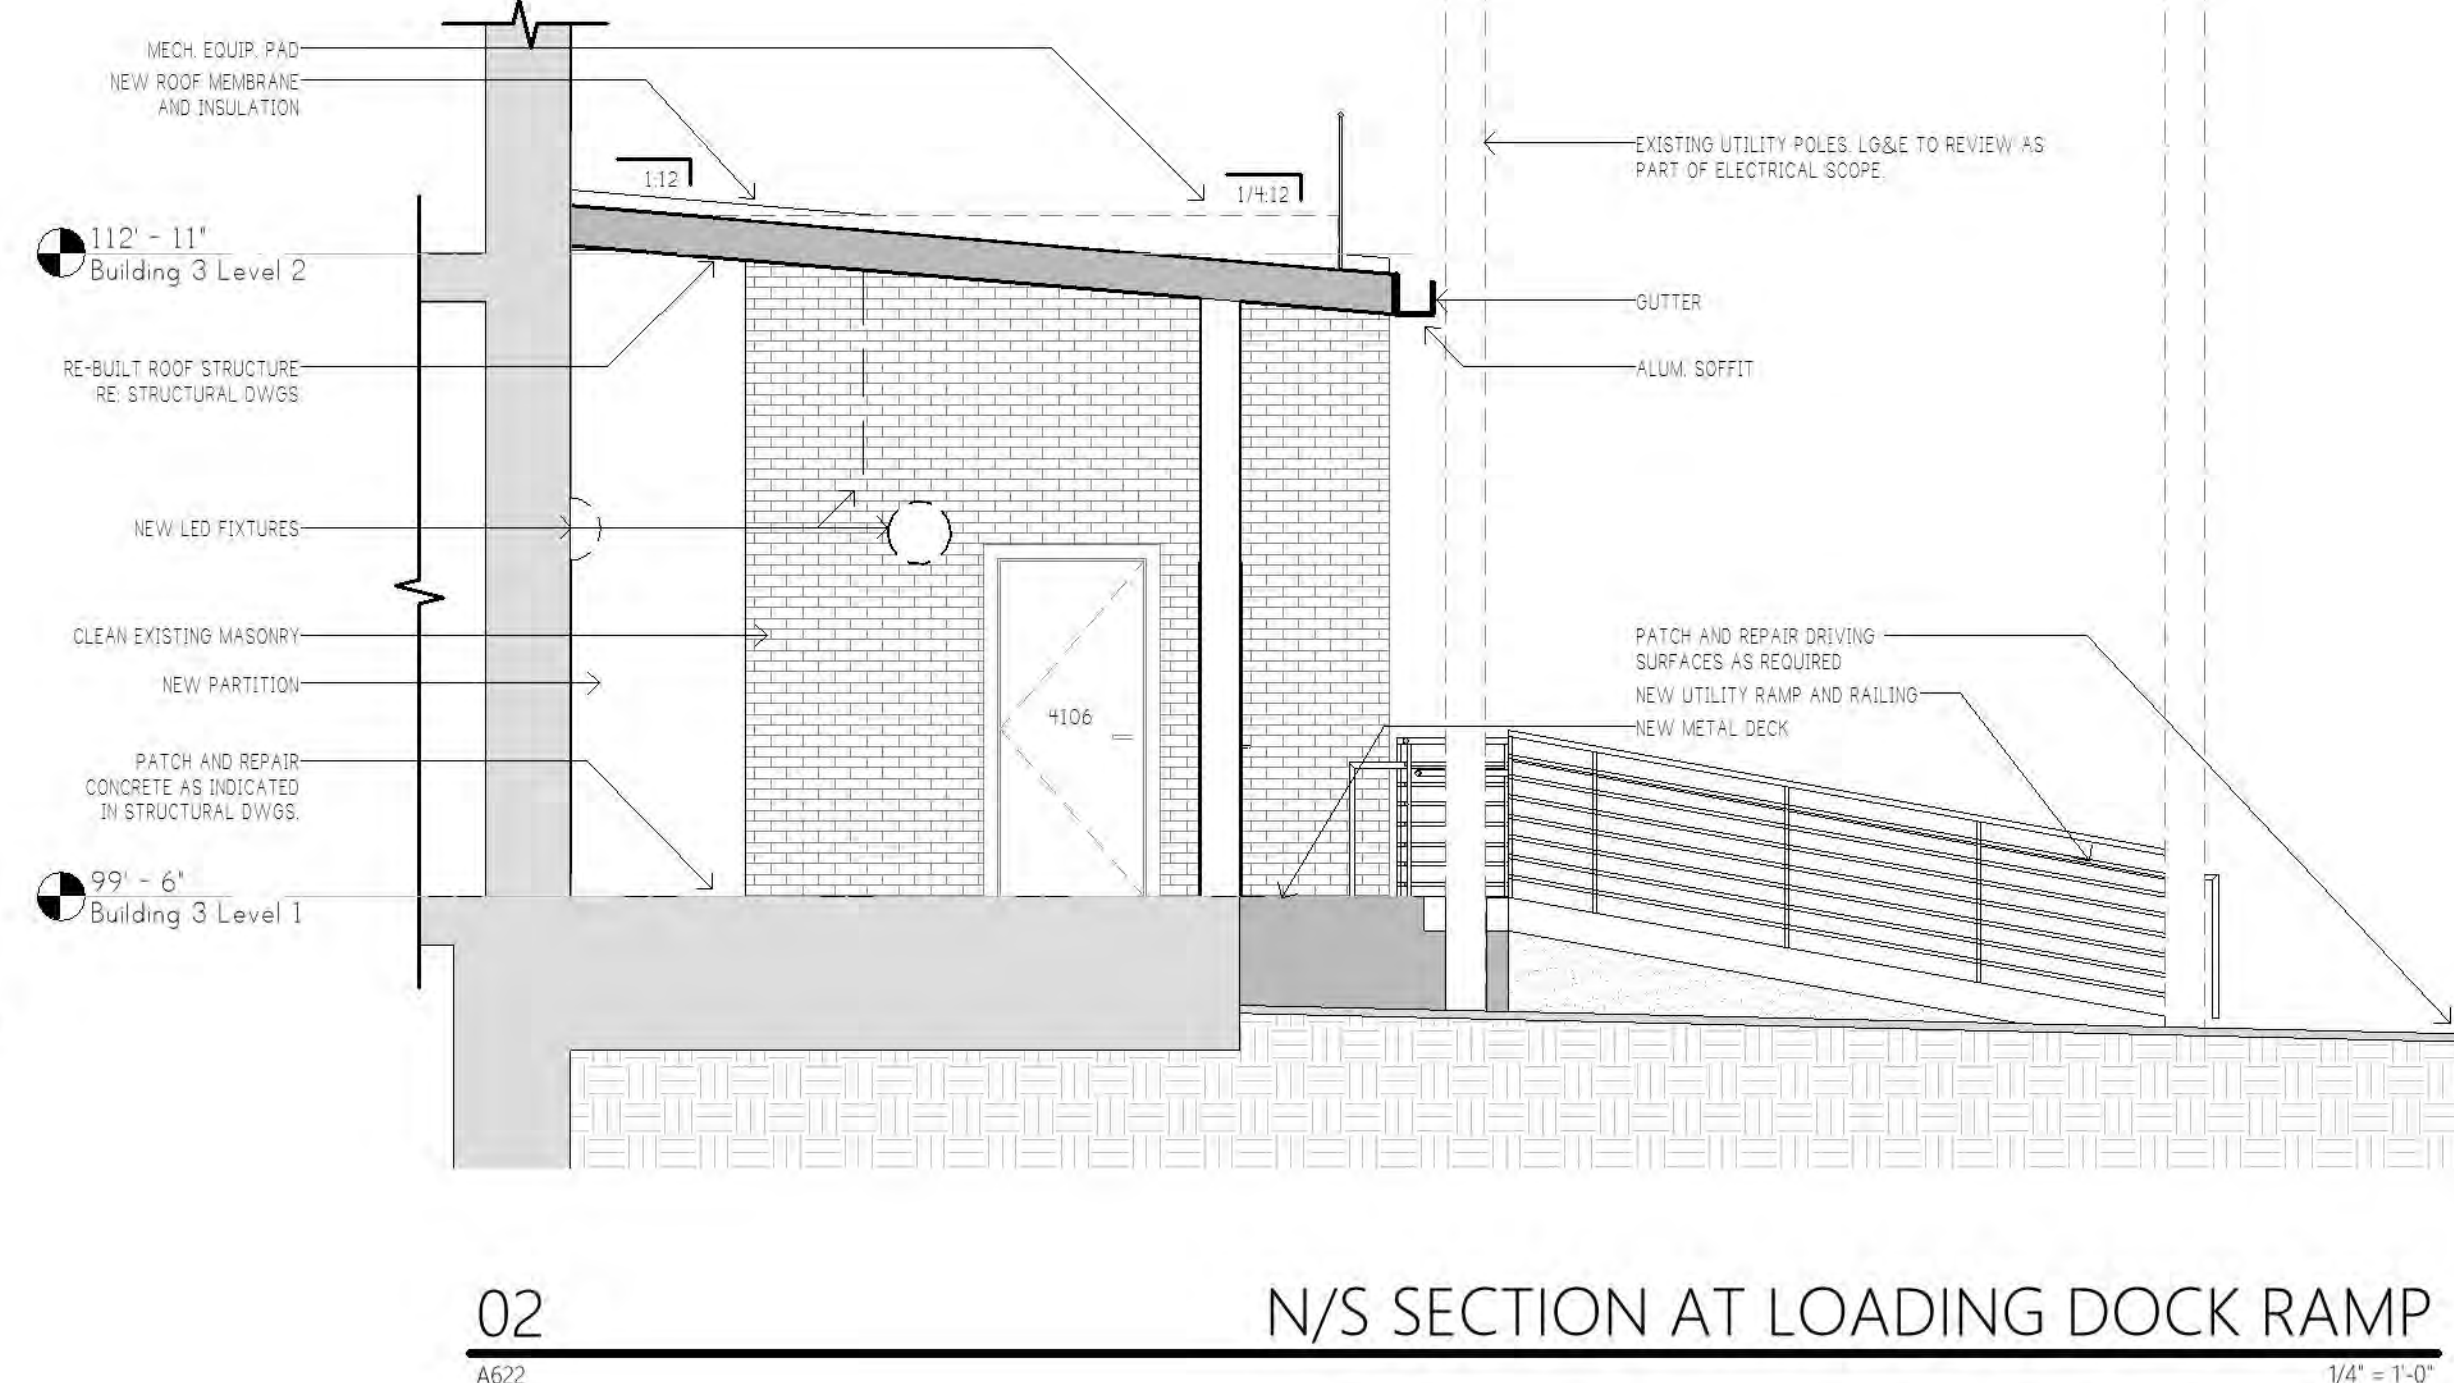 MECH. EQUIP. PAD
NEW ROOF MEMBRANE
AND INSULATION
1:12
1/4:12
EXISTING UTILITY POLES. LG&E TO REVIEW AS
PART OF ELECTRICAL SCOPE.
112' - 11"
Building 3 Level 2
GUTTER
RE-BUILT ROOF STRUCTURE
RE: STRUCTURAL DWGS
ALUM. SOFFIT
NEW LED FIXTURES
CLEAN EXISTING MASONRY
PATCH AND REPAIR DRIVING
SURFACES AS REQUIRED
NEW PARTITION
NEW UTILITY RAMP AND RAILING
4106
NEW METAL DECK
PATCH AND REPAIR
CONCRETE AS INDICATED
IN STRUCTURAL DWGS.
99' - 6"
Building 3 Level 1
02
N/S SECTION AT LOADING DOCK RAMP
A622
1/4" = 1'-0"